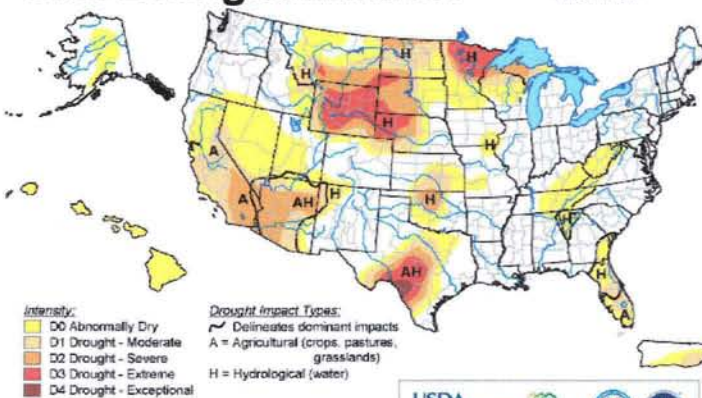 H
H
H
H
H
A
A
AH
H
H
AH
H
H
A
Intensity:
D0 Abnormally Dry
D1 Drought - Moderate
D2 Drought - Severe
D3 Drought - Extreme
D4 Drought - Exceptional
Drought Impact Types:
Delineates dominant impacts
A = Agricultural (crops, pastures,
grasslands)
H = Hydrological (water)
USDA